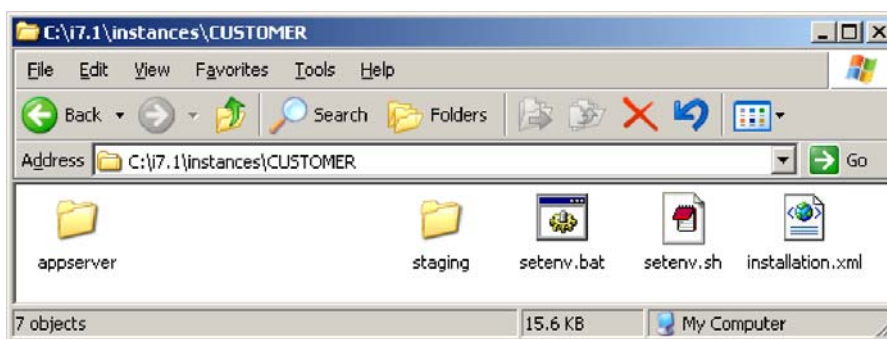 C:\i7.1\instances\CUSTOMER
File Edit View Favorites Tools Help
Back Search Folders
Address C:\i7.1\instances\CUSTOMER Go
appserver staging setenv.bat setenv.sh installation.xml
7 objects 15.6 KB My Computer